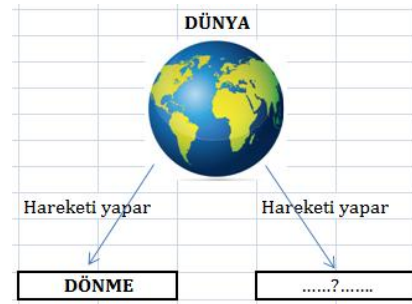 DÜNYA
Hareketi yapar
Hareketi yapar
DÖNME
......?.......